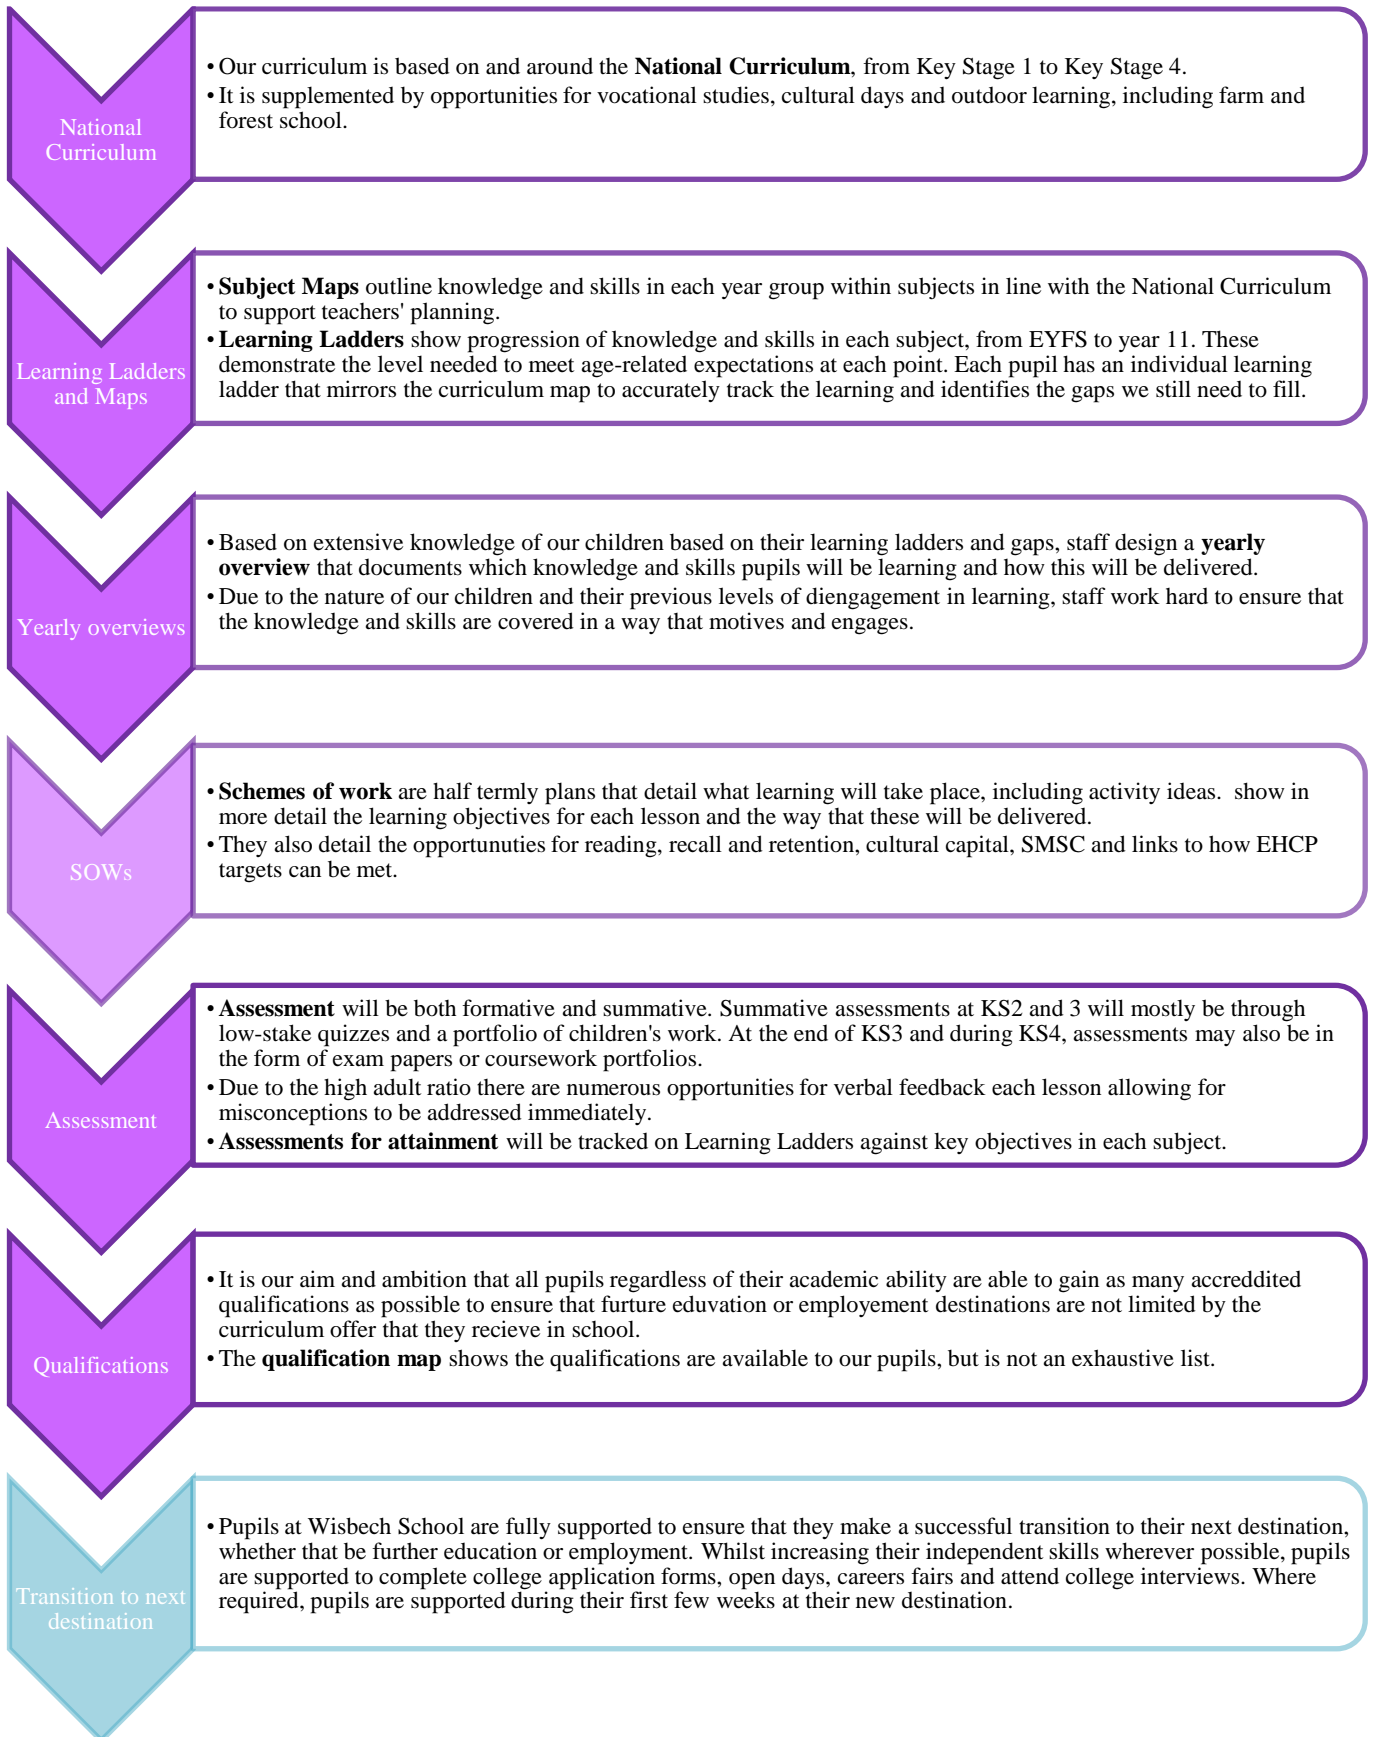 National
Curriculum
• Our curriculum is based on and around the National Curriculum, from Key Stage 1 to Key Stage 4.
• It is supplemented by opportunities for vocational studies, cultural days and outdoor learning, including farm and
forest school.
Learning Ladders
and Maps
• Subject Maps outline knowledge and skills in each year group within subjects in line with the National Curriculum
to support teachers' planning.
• Learning Ladders show progression of knowledge and skills in each subject, from EYFS to year 11. These
demonstrate the level needed to meet age-related expectations at each point. Each pupil has an individual learning
ladder that mirrors the curriculum map to accurately track the learning and identifies the gaps we still need to fill.
Yearly overviews
• Based on extensive knowledge of our children based on their learning ladders and gaps, staff design a yearly
overview that documents which knowledge and skills pupils will be learning and how this will be delivered.
• Due to the nature of our children and their previous levels of diengagement in learning, staff work hard to ensure that
the knowledge and skills are covered in a way that motives and engages.
SOWs
• Schemes of work are half termly plans that detail what learning will take place, including activity ideas.  show in
more detail the learning objectives for each lesson and the way that these will be delivered.
• They also detail the opportunuties for reading, recall and retention, cultural capital, SMSC and links to how EHCP
targets can be met.
Assessment
• Assessment will be both formative and summative. Summative assessments at KS2 and 3 will mostly be through
low-stake quizzes and a portfolio of children's work. At the end of KS3 and during KS4, assessments may also be in
the form of exam papers or coursework portfolios.
• Due to the high adult ratio there are numerous opportunities for verbal feedback each lesson allowing for
misconceptions to be addressed immediately.
• Assessments for attainment will be tracked on Learning Ladders against key objectives in each subject.
Qualifications
• It is our aim and ambition that all pupils regardless of their academic ability are able to gain as many accreddited
qualifications as possible to ensure that furture eduvation or employement destinations are not limited by the
curriculum offer that they recieve in school.
• The qualification map shows the qualifications are available to our pupils, but is not an exhaustive list.
Transition to next
destination
• Pupils at Wisbech School are fully supported to ensure that they make a successful transition to their next destination,
whether that be further education or employment. Whilst increasing their independent skills wherever possible, pupils
are supported to complete college application forms, open days, careers fairs and attend college interviews. Where
required, pupils are supported during their first few weeks at their new destination.